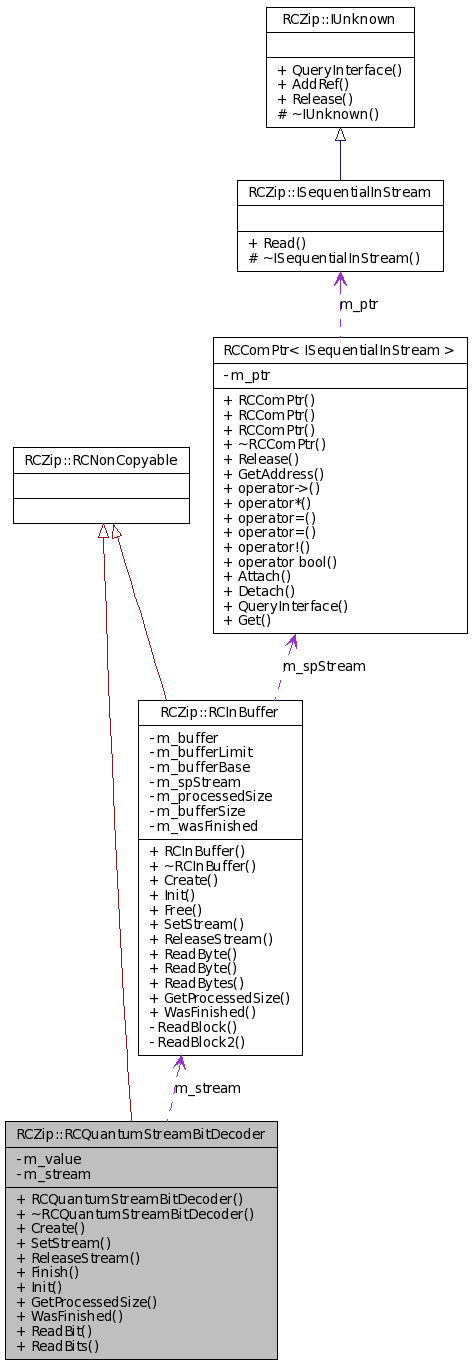 RCZip::IUnknown
+ QueryInterface()
+ AddRef()
+ Release()
# ~IUnknown()
RCZip::ISequentialInStream
+ Read()
# ~ISequentialInStream()
m_ptr
RCComPtr< ISequentialInStream >
- m_ptr
+ RCComPtr()
+ RCComPtr()
+ RCComPtr()
+ ~RCComPtr()
+ Release()
+ GetAddress()
+ operator->()
+ operator*()
+ operator=()
+ operator=()
+ operator!()
+ operator bool()
+ Attach()
+ Detach()
+ QueryInterface()
+ Get()
RCZip::RCNonCopyable
m_spStream
RCZip::RCInBuffer
- m_buffer
- m_bufferLimit
- m_bufferBase
- m_spStream
- m_processedSize
- m_bufferSize
- m_wasFinished
+ RCInBuffer()
+ ~RCInBuffer()
+ Create()
+ Init()
+ Free()
+ SetStream()
+ ReleaseStream()
+ ReadByte()
+ ReadByte()
+ ReadBytes()
+ GetProcessedSize()
+ WasFinished()
- ReadBlock()
- ReadBlock2()
m_stream
RCZip::RCQuantumStreamBitDecoder
- m_value
- m_stream
+ RCQuantumStreamBitDecoder()
+ ~RCQuantumStreamBitDecoder()
+ Create()
+ SetStream()
+ ReleaseStream()
+ Finish()
+ Init()
+ GetProcessedSize()
+ WasFinished()
+ ReadBit()
+ ReadBits()